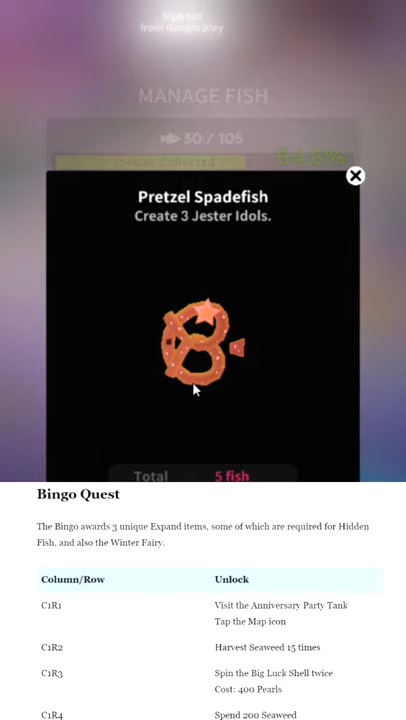 Sign out
from Google play
MANAGE FISH
30 / 105
Species Collected
Pretzel Spadefish
Create 3 Jester Idols.
Total 5 fish
Bingo Quest
The Bingo awards 3 unique Expand items, some of which are required for Hidden
Fish, and also the Winter Fairy.
Column/Row Unlock
C1R1 Visit the Anniversary Party Tank
Tap the Map icon
C1R2 Harvest Seaweed 15 times
C1R3 Spin the Big Luck Shell twice
Cost: 400 Pearls
C1R4 Spend 200 Seaweed